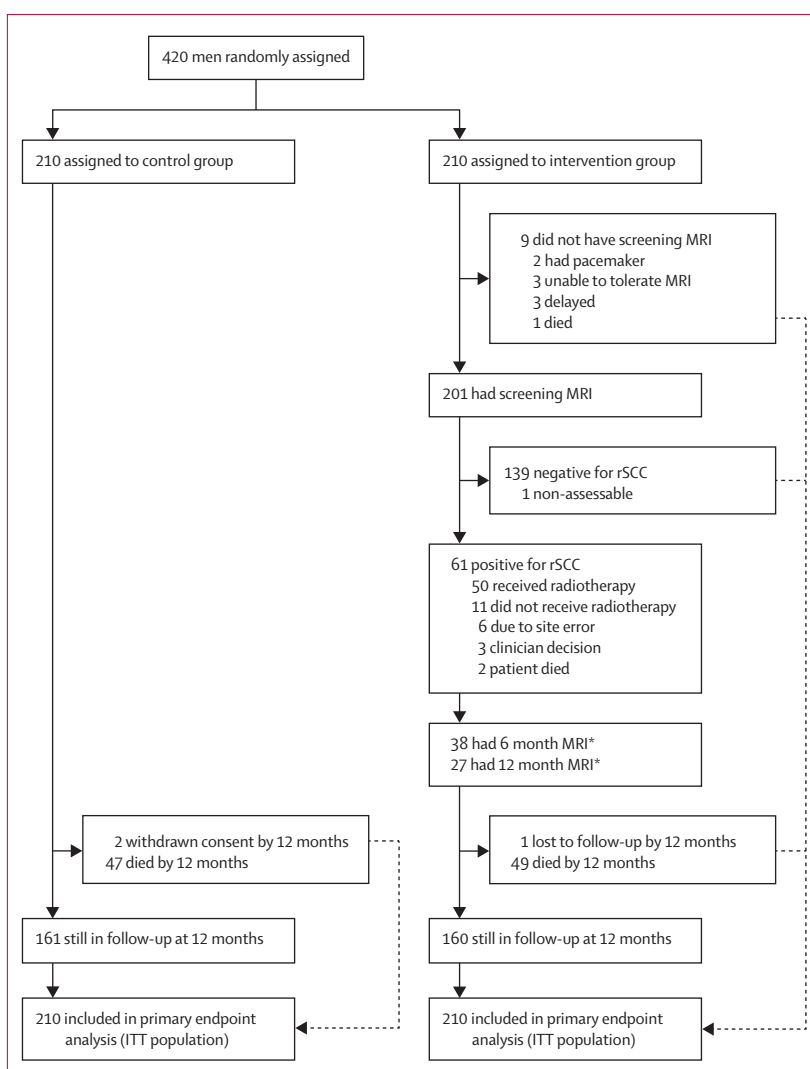 420 men randomly assigned
210 assigned to control group
210 assigned to intervention group
9 did not have screening MRI
2 had pacemaker
3 unable to tolerate MRI
3 delayed
1 died
201 had screening MRI
139 negative for rSCC
1 non-assessable
61 positive for rSCC
50 received radiotherapy
11 did not receive radiotherapy
6 due to site error
3 clinician decision
2 patient died
38 had 6 month MRI*
27 had 12 month MRI*
2 withdrawn consent by 12 months
47 died by 12 months
1 lost to follow-up by 12 months
49 died by 12 months
161 still in follow-up at 12 months
160 still in follow-up at 12 months
210 included in primary endpoint
analysis (ITT population)
210 included in primary endpoint
analysis (ITT population)